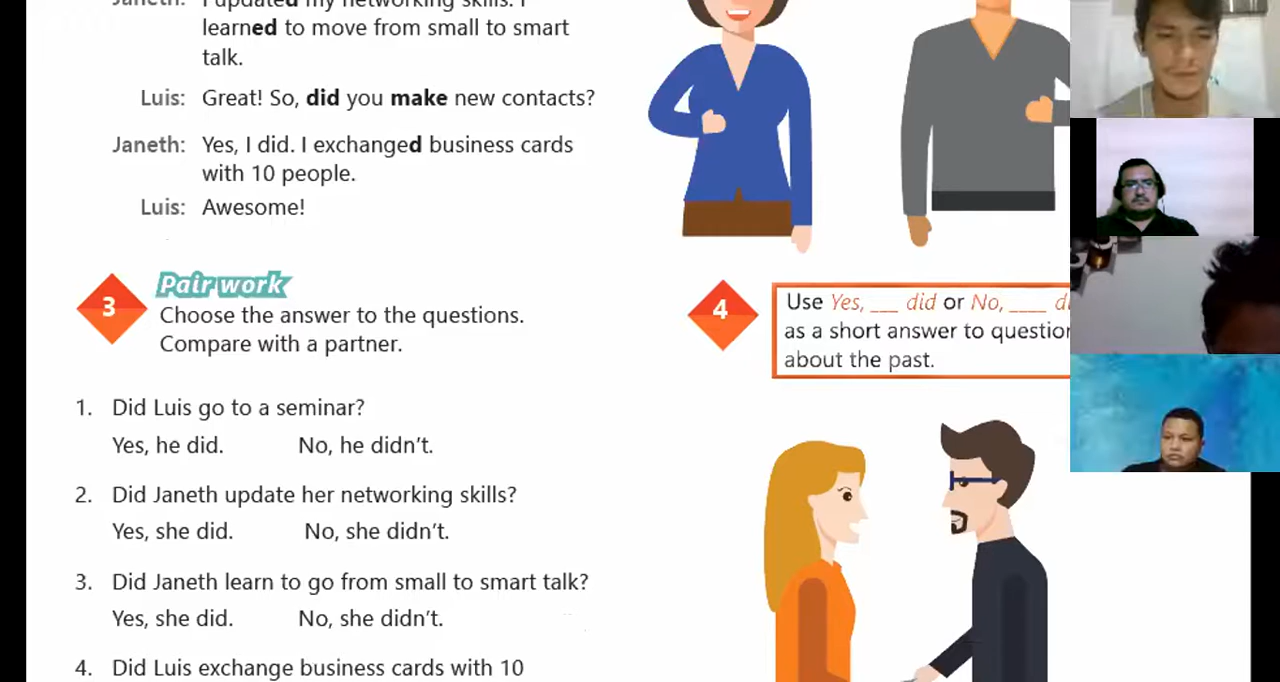 Janeth: I updated my networking skills. I
learned to move from small to smart
talk.
Luis: Great! So, did you make new contacts?
Janeth: Yes, I did. I exchanged business cards
with 10 people.
Luis: Awesome!
3
Pair work
Choose the answer to the questions.
Compare with a partner.
1. Did Luis go to a seminar?
Yes, he did. No, he didn't.
2. Did Janeth update her networking skills?
Yes, she did. No, she didn't.
3. Did Janeth learn to go from small to smart talk?
Yes, she did. No, she didn't.
4. Did Luis exchange business cards with 10
4
Use Yes, ___ did or No, ____ d
as a short answer to question
about the past.